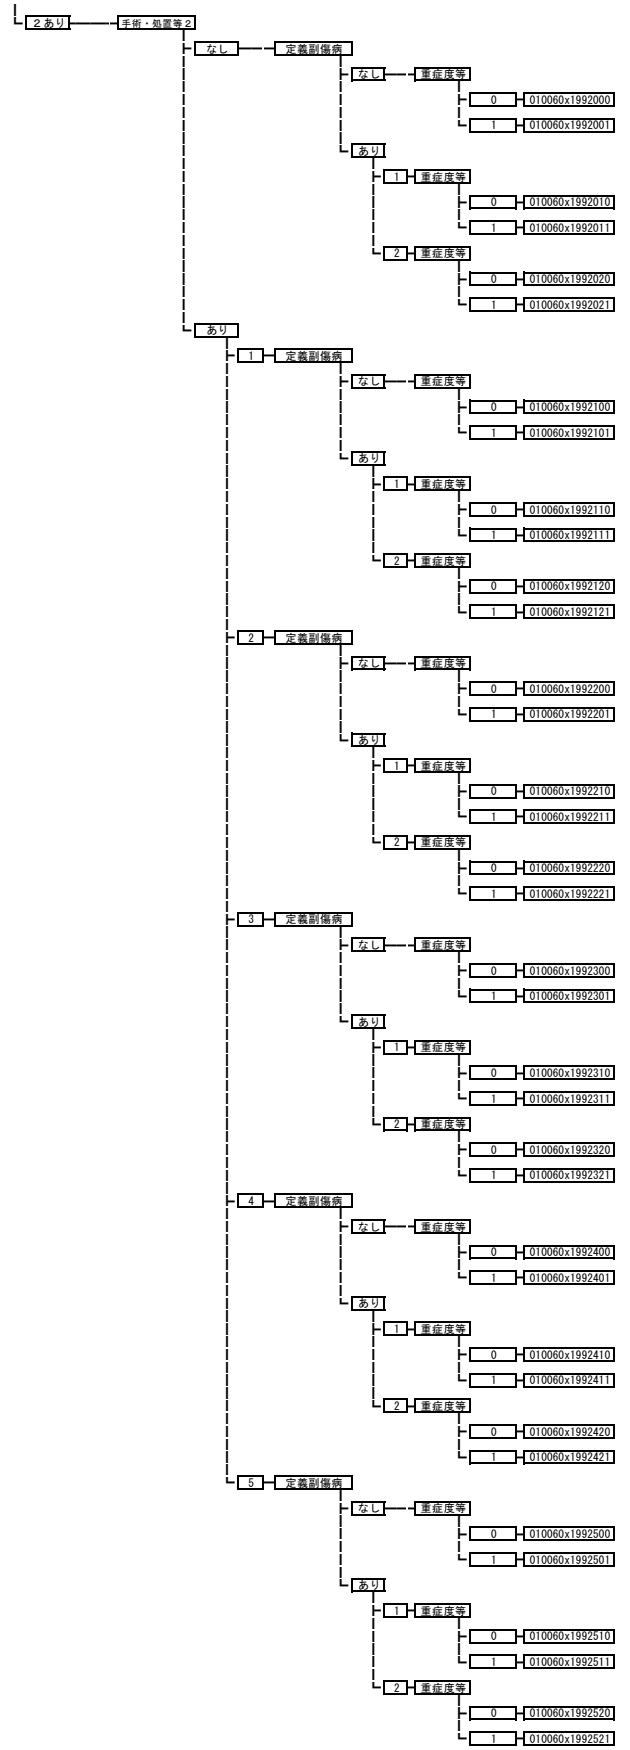 2あり 手術・処置等2
なし 定義副傷病
なし 重症度等
0 010060x1992000
1 010060x1992001
あり
1 重症度等
0 010060x1992010
1 010060x1992011
2 重症度等
0 010060x1992020
1 010060x1992021
あり
1 定義副傷病
なし 重症度等
0 010060x1992100
1 010060x1992101
あり
1 重症度等
0 010060x1992110
1 010060x1992111
2 重症度等
0 010060x1992120
1 010060x1992121
2 定義副傷病
なし 重症度等
0 010060x1992200
1 010060x1992201
あり
1 重症度等
0 010060x1992210
1 010060x1992211
2 重症度等
0 010060x1992220
1 010060x1992221
3 定義副傷病
なし 重症度等
0 010060x1992300
1 010060x1992301
あり
1 重症度等
0 010060x1992310
1 010060x1992311
2 重症度等
0 010060x1992320
1 010060x1992321
4 定義副傷病
なし 重症度等
0 010060x1992400
1 010060x1992401
あり
1 重症度等
0 010060x1992410
1 010060x1992411
2 重症度等
0 010060x1992420
1 010060x1992421
5 定義副傷病
なし 重症度等
0 010060x1992500
1 010060x1992501
あり
1 重症度等
0 010060x1992510
1 010060x1992511
2 重症度等
0 010060x1992520
1 010060x1992521